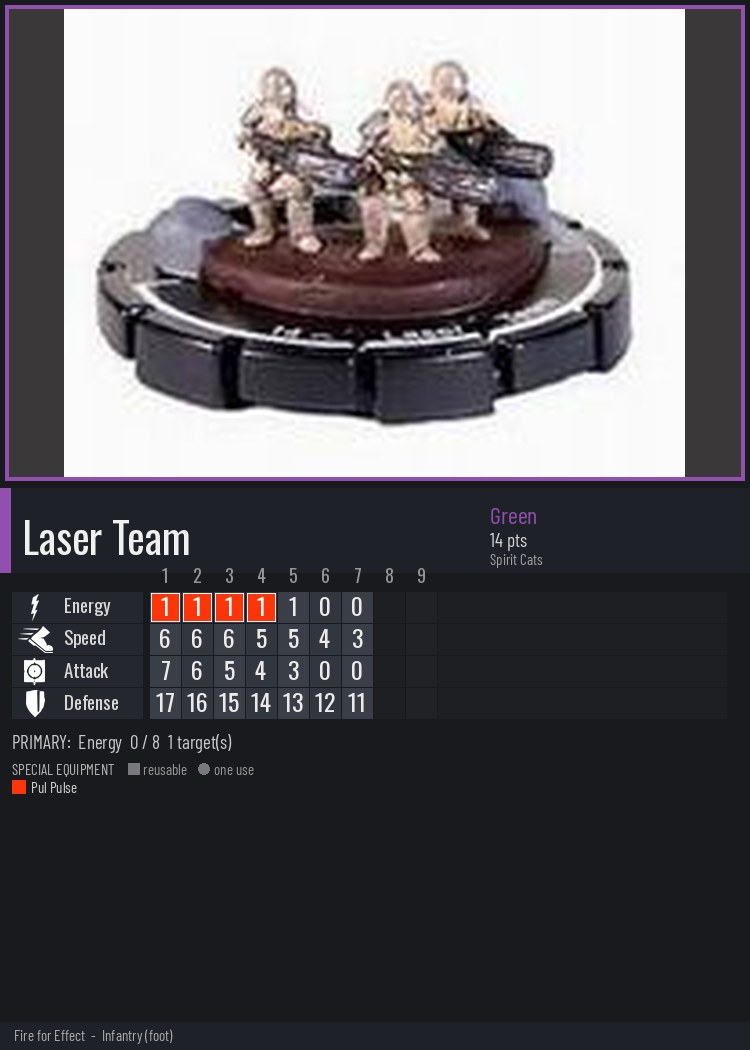 Laser
Laser Team
Green
14 pts
Spirit Cats
1 2 3 4 5 6 7 8 9
Energy 1 1 1 1 1 0 0
Speed 6 6 6 5 5 4 3
Attack 7 6 5 4 3 0 0
Defense 17 16 15 14 13 12 11
PRIMARY: Energy 0 / 8 1 target(s)
SPECIAL EQUIPMENT reusable one use
Pul Pulse
Fire for Effect - Infantry (foot)